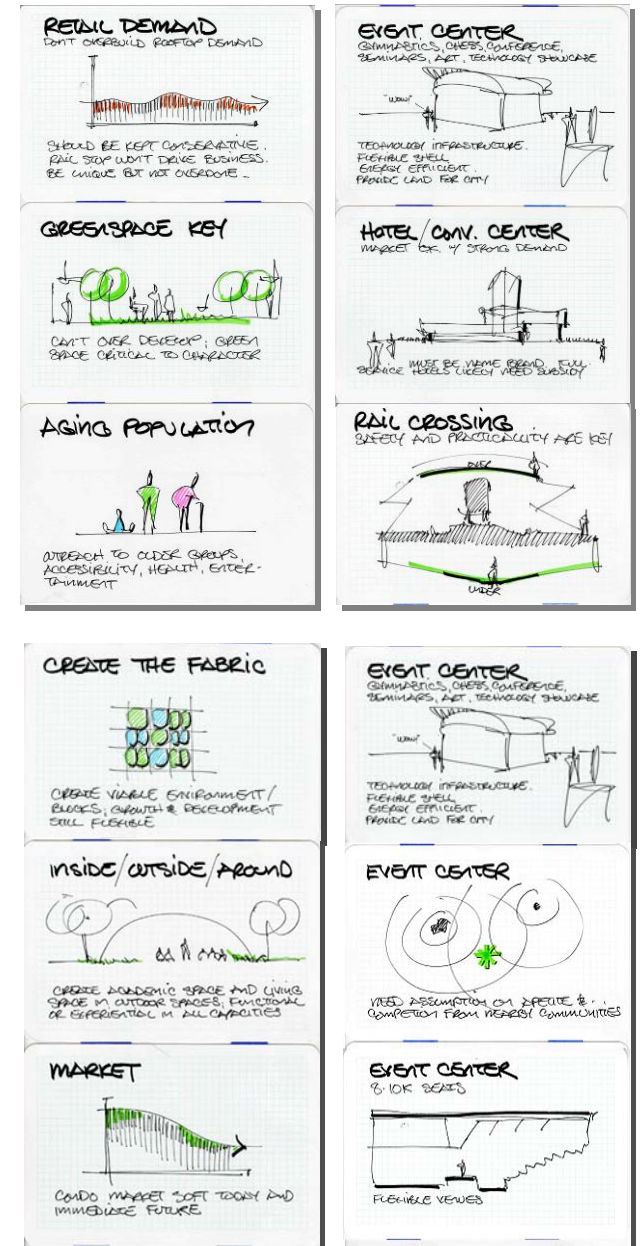 RETAIL DEMAND
DON'T OVERBUILD ROOFTOP DEMAND
SHOULD BE KEPT CONSERVATIVE.
RAIL STOP WON'T DRIVE BUSINESS.
BE UNIQUE BUT NOT OVERDONE-
GREENSPACE KEY
CAN'T OVER DEVELOP; GREEN
SPACE CRITICAL TO CHARACTER
AGING POPULATION
OUTREACH TO OLDER GROUPS,
ACCESSIBILITY, HEALTH, ENTER-
TAINMENT
EVENT CENTER
GYMNASTICS, CHESS, CONFERENCE,
SEMINARS, ART, TECHNOLOGY SHOWCASE
"WOW!"
TECHNOLOGY INFRASTRUCTURE.
FLEXIBLE SHELL
ENERGY EFFICIENT.
PROVIDE LAND FOR CITY
HOTEL/CONV. CENTER
MARKET W/ STRONG DEMAND
MUST BE NAME BRAND. FULL-
SERVICE HOTELS LIKELY NEED SUBSIDY
RAIL CROSSING
SAFETY AND PRACTICALLITY ARE KEY
OVER
UNDER
CREATE THE FABRIC
CREATE VIABLE ENVIRONMENT/
BLOCKS; GROWTH & DEVELOPMENT
STILL FLEXIBLE
INSIDE/OUTSIDE/AROUND
CREATE ACADEMIC SPACE AND LIVING
SPACE IN OUTDOOR SPACES; FUNCTIONAL
OR EXPERIENTIAL IN ALL CAPACITIES
MARKET
CONDO MARKET SOFT TODAY AND
IMMEDIATE FUTURE
EVENT CENTER
GYMNASTICS, CHESS, CONFERENCE,
SEMINARS, ART, TECHNOLOGY SHOWCASE
"WOW!"
TECHNOLOGY INFRASTRUCTURE.
FLEXIBLE SHELL
ENERGY EFFICIENT.
PROVIDE LAND FOR CITY
EVENT CENTER
NEED ASSUMPTION ON APETITE &
COMPETION FROM NEARBY COMMUNITIES
EVENT CENTER
8-10K SEATS
FLEXIBLE VENUES